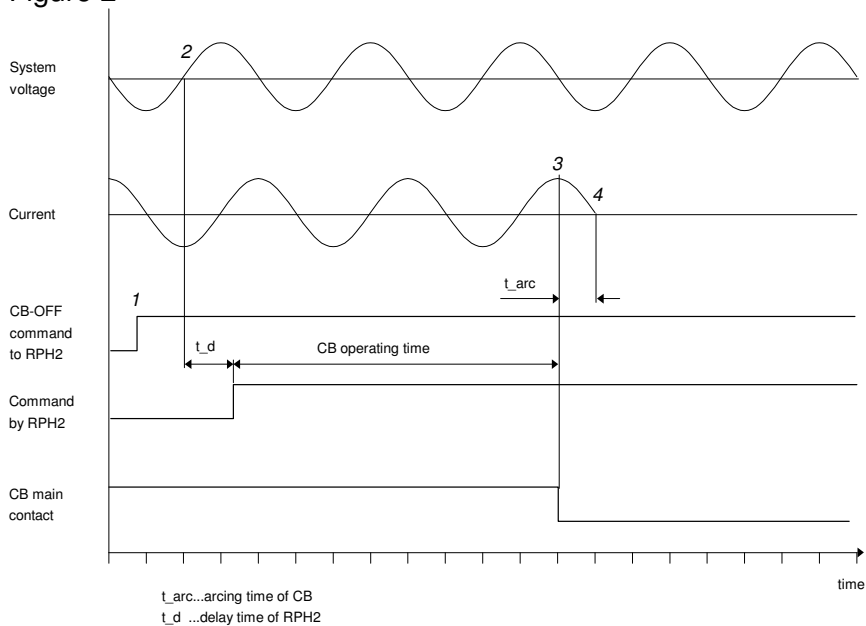 Figure 2
System
voltage
2
Current
3
4
t_arc
CB-OFF
command
to RPH2
1
t_d
CB operating time
Command
by RPH2
CB main
contact
time
t_arc...arcing time of CB
t_d ...delay time of RPH2